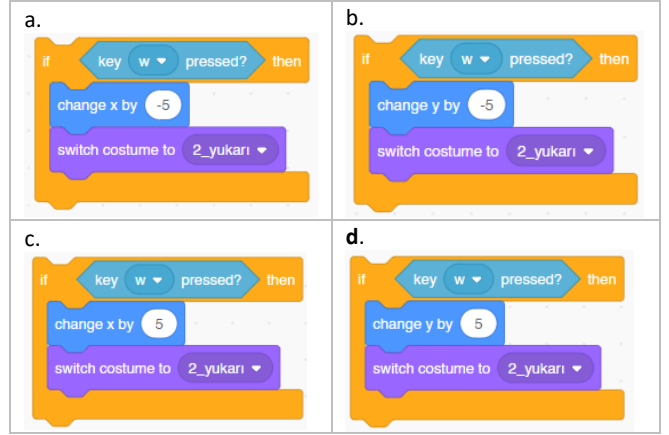 a.
if key w pressed? then
change x by -5
switch costume to 2_yukarı
b.
if key w pressed? then
change y by -5
switch costume to 2_yukarı
c.
if key w pressed? then
change x by 5
switch costume to 2_yukarı
d.
if key w pressed? then
change y by 5
switch costume to 2_yukarı